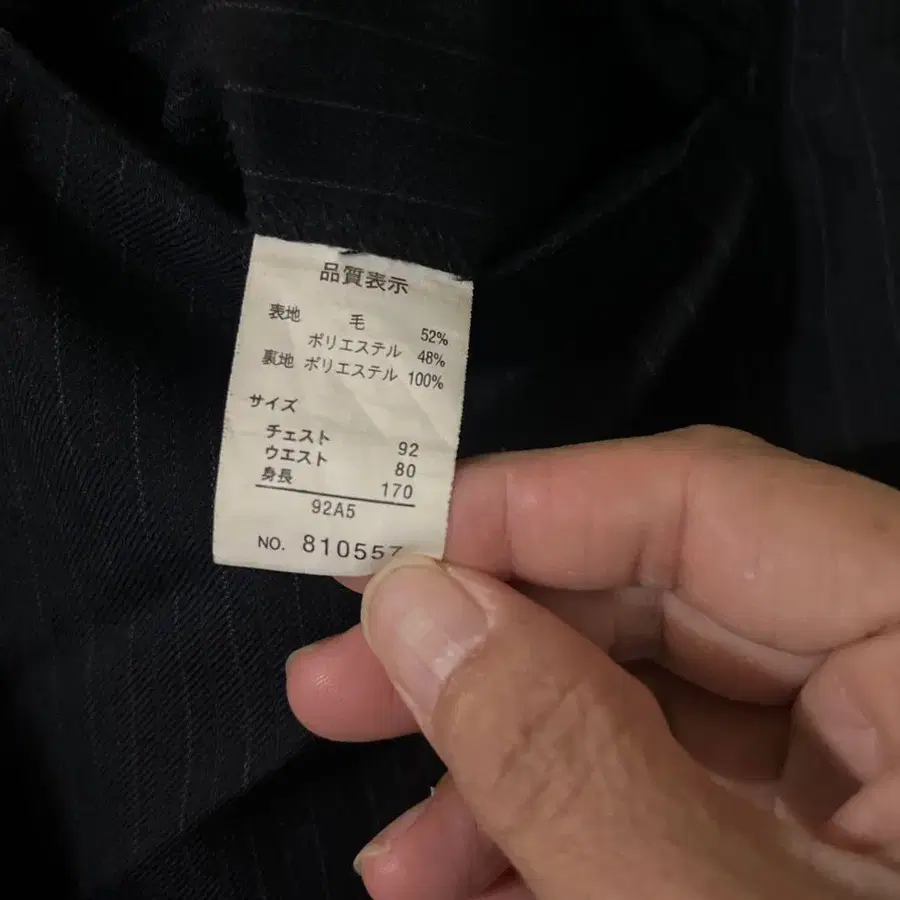 品質表示
表地 毛 52%
ポリエステル 48%
裏地 ポリエステル 100%
サイズ
チェスト 92
ウエスト 80
身長 170
92A5
NO. 810557